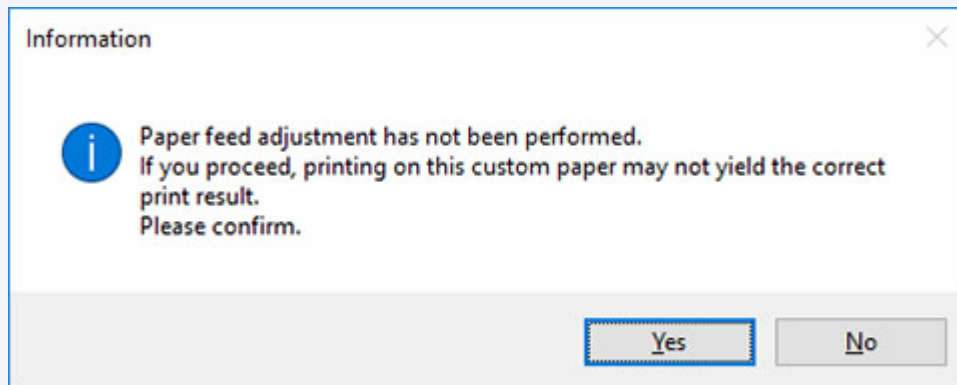 Information
Paper feed adjustment has not been performed.
If you proceed, printing on this custom paper may not yield the correct
print result.
Please confirm.
Yes
No